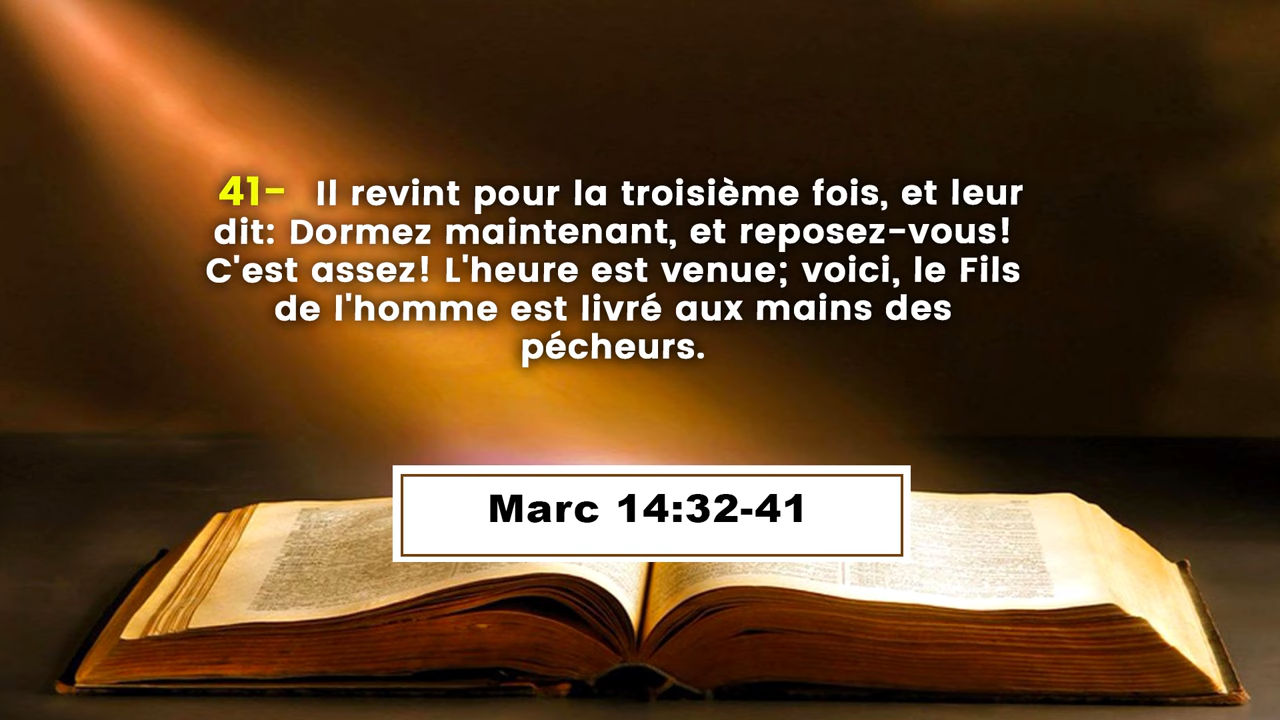 41- Il revint pour la troisième fois, et leur
dit: Dormez maintenant, et reposez-vous!
C'est assez! L'heure est venue; voici, le Fils
de l'homme est livré aux mains des
pécheurs.
Marc 14:32-41